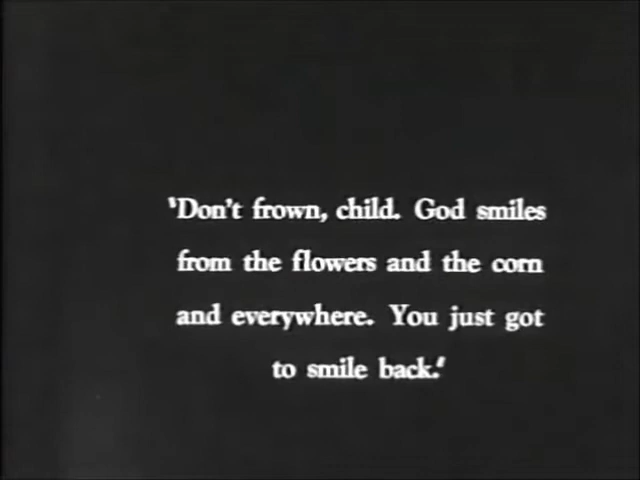 'Don't frown, child. God smiles
from the flowers and the corn
and everywhere. You just got
to smile back.'